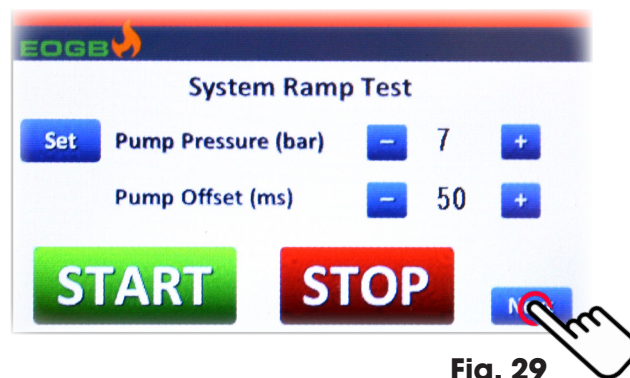 EOGB
System Ramp Test
Set Pump Pressure (bar) − 7 +
Pump Offset (ms) − 50 +
START STOP
Fig. 29